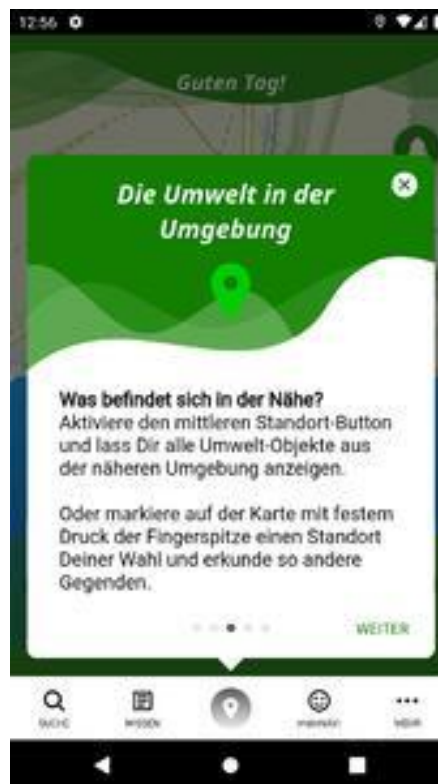 12:56
Guten Tag!
Die Umwelt in der
Umgebung
Was befindet sich in der Nähe?
Aktiviere den mittleren Standort-Button
und lass Dir alle Umwelt-Objekte aus
der näheren Umgebung anzeigen.
Oder markiere auf der Karte mit festem
Druck der Fingerspitze einen Standort
Deiner Wahl und erkunde so andere
Gegenden.
WEITER
SUCHE
WISSEN
MEHR